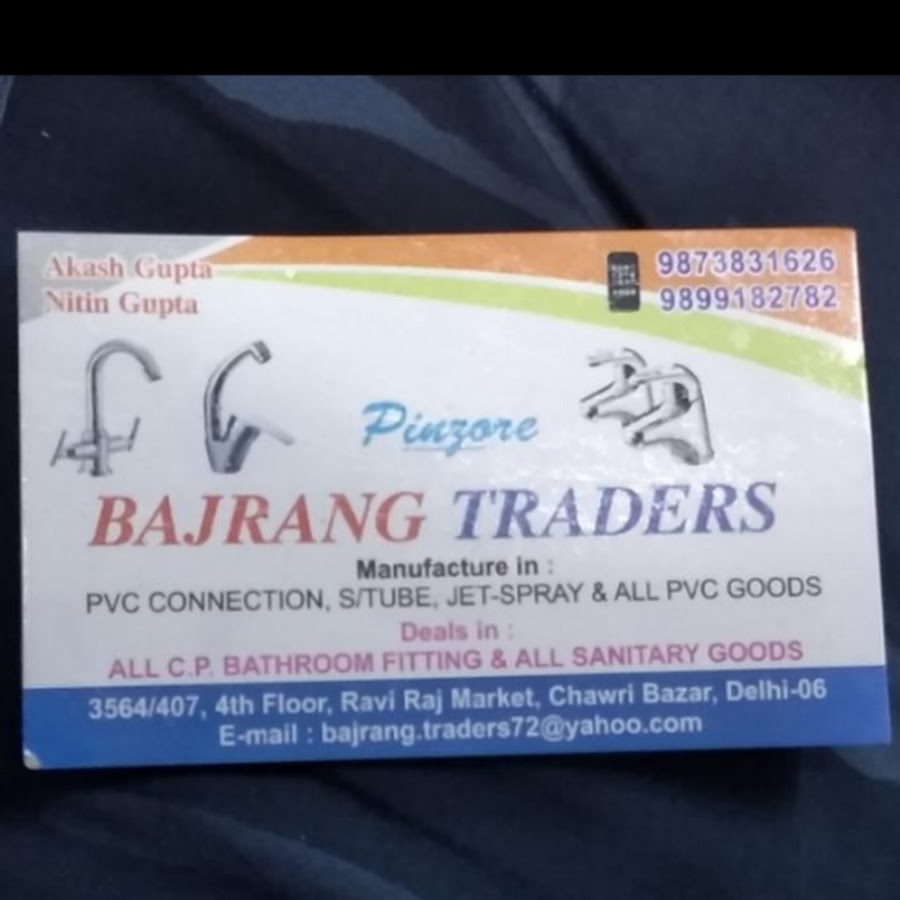 Akash Gupta
Nitin Gupta
9873831626
9899182782
Pinzore
BAJRANG TRADERS
Manufacture in :
PVC CONNECTION, S/TUBE, JET-SPRAY & ALL PVC GOODS
Deals in :
ALL C.P. BATHROOM FITTING & ALL SANITARY GOODS
3564/407, 4th Floor, Ravi Raj Market, Chawri Bazar, Delhi-06
E-mail : bajrang.traders72@yahoo.com